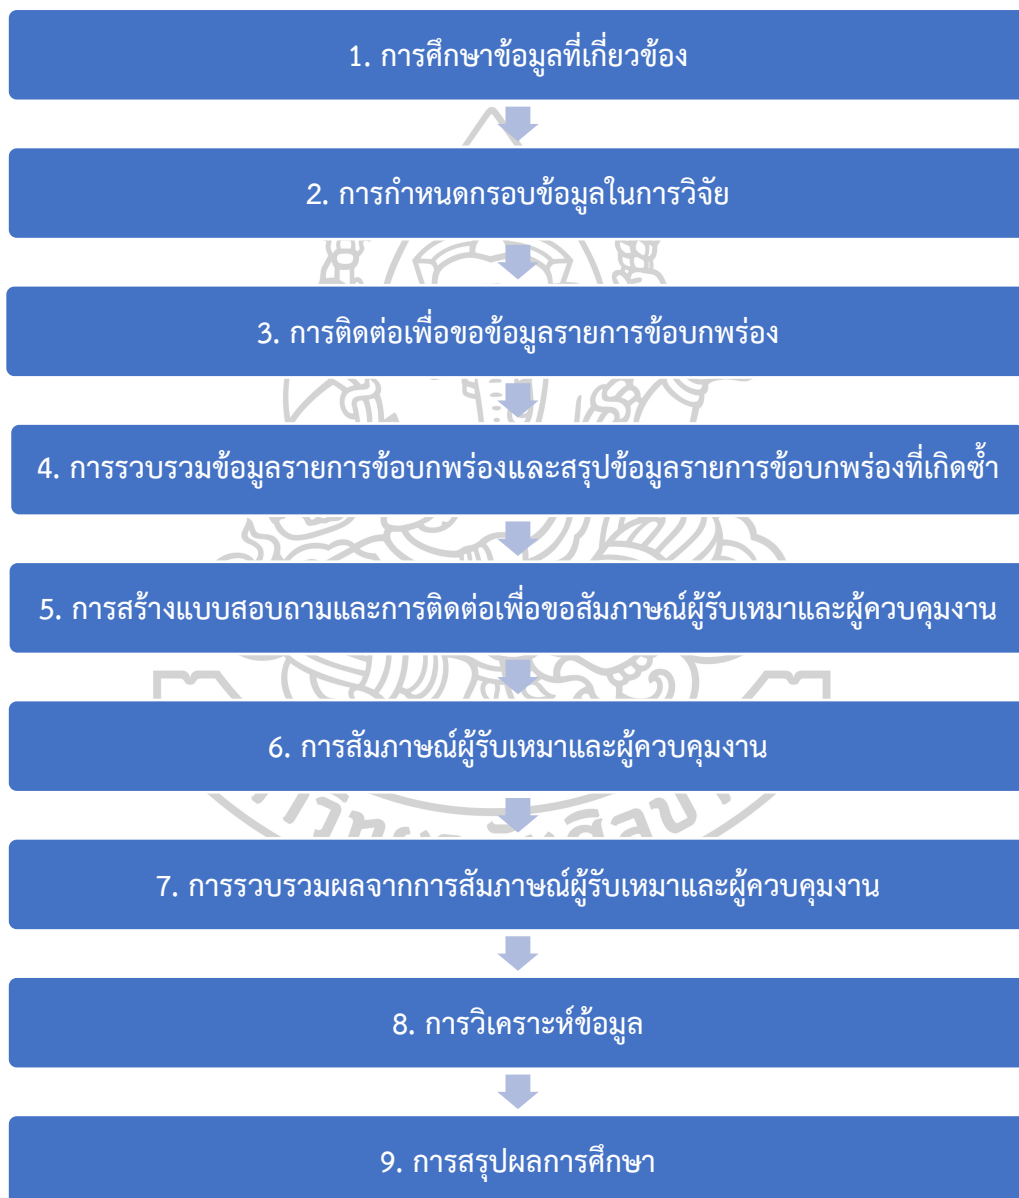 1. การศึกษาข้อมูลที่เกี่ยวข้อง
2. การกำหนดกรอบข้อมูลในการวิจัย
3. การติดต่อเพื่อขอข้อมูลรายการข้อบกพร่อง
4. การรวบรวมข้อมูลรายการข้อบกพร่องและสรุปข้อมูลรายการข้อบกพร่องที่เกิดซ้ำ
5. การสร้างแบบสอบถามและการติดต่อเพื่อขอสัมภาษณ์ผู้รับเหมาและผู้ควบคุมงาน
6. การสัมภาษณ์ผู้รับเหมาและผู้ควบคุมงาน
7. การรวบรวมผลจากการสัมภาษณ์ผู้รับเหมาและผู้ควบคุมงาน
8. การวิเคราะห์ข้อมูล
9. การสรุปผลการศึกษา